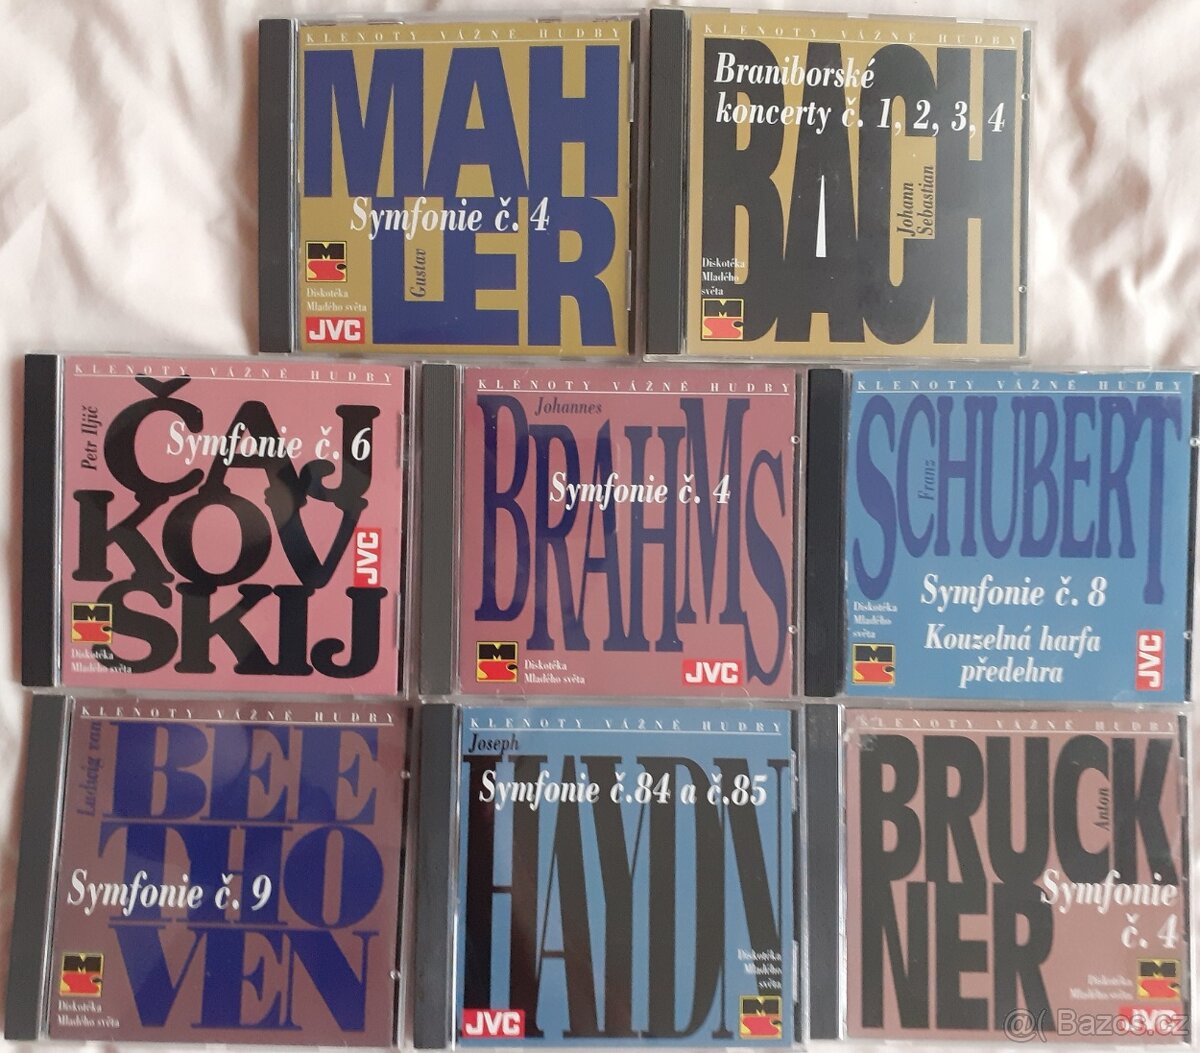 KLENOTY VÁŽNÉ HUDBY
MAH
LER
Symfonie č. 4
Gustav
Diskotéka
Mladého světa
JVC
KLENOTY VÁŽNÉ HUDBY
BACH
Braniborské
koncerty č. 1, 2, 3, 4
BACH
Johann
Sebastian
Diskotéka
Mladého
světa
KLENOTY VÁŽNÉ HUDBY
Petr Iljič
ČAJ
KOV
SKIJ
Symfonie č. 6
JVC
Diskotéka
Mladého světa
KLENOTY VÁŽNÉ HUDBY
Johannes
BRAHMS
Symfonie č. 4
Diskotéka
Mladého světa
JVC
KLENOTY VÁŽNÉ HUDBY
SCHUBERT
Franz
Symfonie č. 8
Kouzelná harfa
předehra
Diskotéka
Mladého
světa
JVC
KLENOTY VÁŽNÉ HUDBY
Ludwig van
BEE
THO
VEN
Symfonie č. 9
Diskotéka
Mladého světa
KLENOTY VÁŽNÉ HUDBY
Joseph
HAYDN
Symfonie č.84 a č.85
Diskotéka
Mladého
světa
JVC
KLENOTY VÁŽNÉ HUDBY
BRUCK
NER
Anton
Symfonie
č. 4
Diskotéka
Mladého světa
JVC
@( Bazos.cz